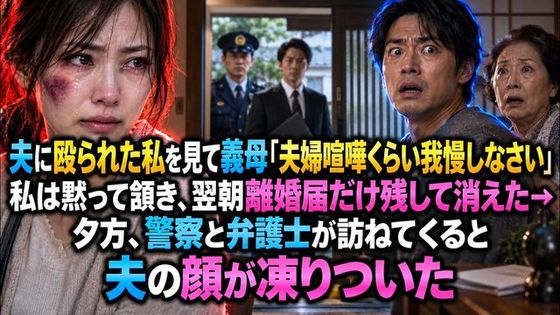 夫に殴られた私を見て義母「夫婦喧嘩くらい我慢しなさい」
私は黙って頷き、翌朝離婚届だけ残して消えた→
夕方、警察と弁護士が訪ねてくると
夫の顔が凍りついた